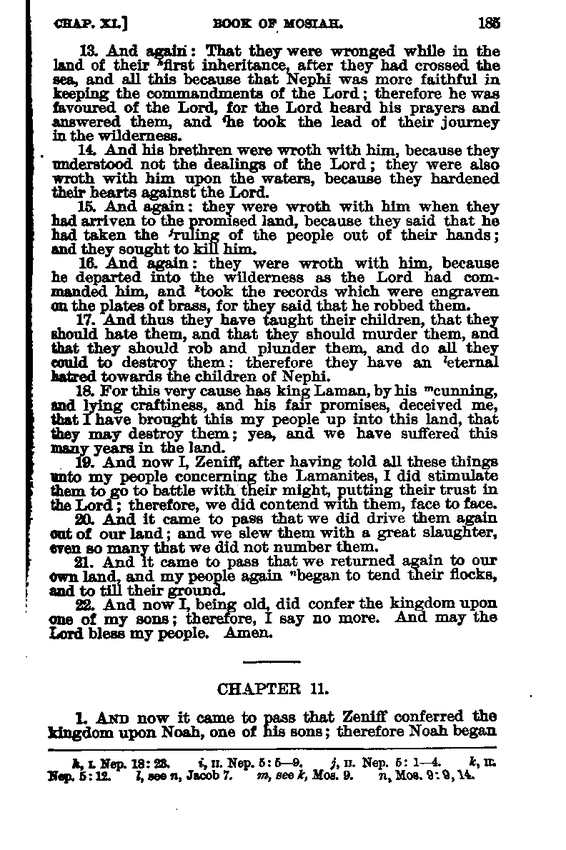 CHAP. XI.] BOOK OF MOSIAH. 185
13. And again: That they were wronged while in the
land of their hfirst inheritance, after they had crossed the
sea, and all this because that Nephi was more faithful in
keeping the commandments of the Lord; therefore he was
favoured of the Lord, for the Lord heard his prayers and
answered them, and ihe took the lead of their journey
in the wilderness.
14. And his brethren were wroth with him, because they
understood not the dealings of the Lord; they were also
wroth with him upon the waters, because they hardened
their hearts against the Lord.
15. And again: they were wroth with him when they
had arriven to the promised land, because they said that he
had taken the jruling of the people out of their hands;
and they sought to kill him.
16. And again: they were wroth with him, because
he departed into the wilderness as the Lord had com-
manded him, and ktook the records which were engraven
on the plates of brass, for they said that he robbed them.
17. And thus they have taught their children, that they
should hate them, and that they should murder them, and
that they should rob and plunder them, and do all they
could to destroy them: therefore they have an leternal
hatred towards the children of Nephi.
18. For this very cause has king Laman, by his mcunning,
and lying craftiness, and his fair promises, deceived me,
that I have brought this my people up into this land, that
they may destroy them; yea, and we have suffered this
many years in the land.
19. And now I, Zeniff, after having told all these things
unto my people concerning the Lamanites, I did stimulate
them to go to battle with their might, putting their trust in
the Lord; therefore, we did contend with them, face to face.
20. And it came to pass that we did drive them again
out of our land; and we slew them with a great slaughter,
even so many that we did not number them.
21. And it came to pass that we returned again to our
own land, and my people again nbegan to tend their flocks,
and to till their ground.
22. And now I, being old, did confer the kingdom upon
one of my sons; therefore, I say no more. And may the
Lord bless my people. Amen.
CHAPTER 11.
1. AND now it came to pass that Zeniff conferred the
kingdom upon Noah, one of his sons; therefore Noah began
h, I. Nep. 18: 23. i, II. Nep. 5: 5—9. j, II. Nep. 5: 1—4. k, II.
Nep. 5: 12. l, see n, Jacob 7. m, see k, Mos. 9. n, Mos. 9: 9, 14.